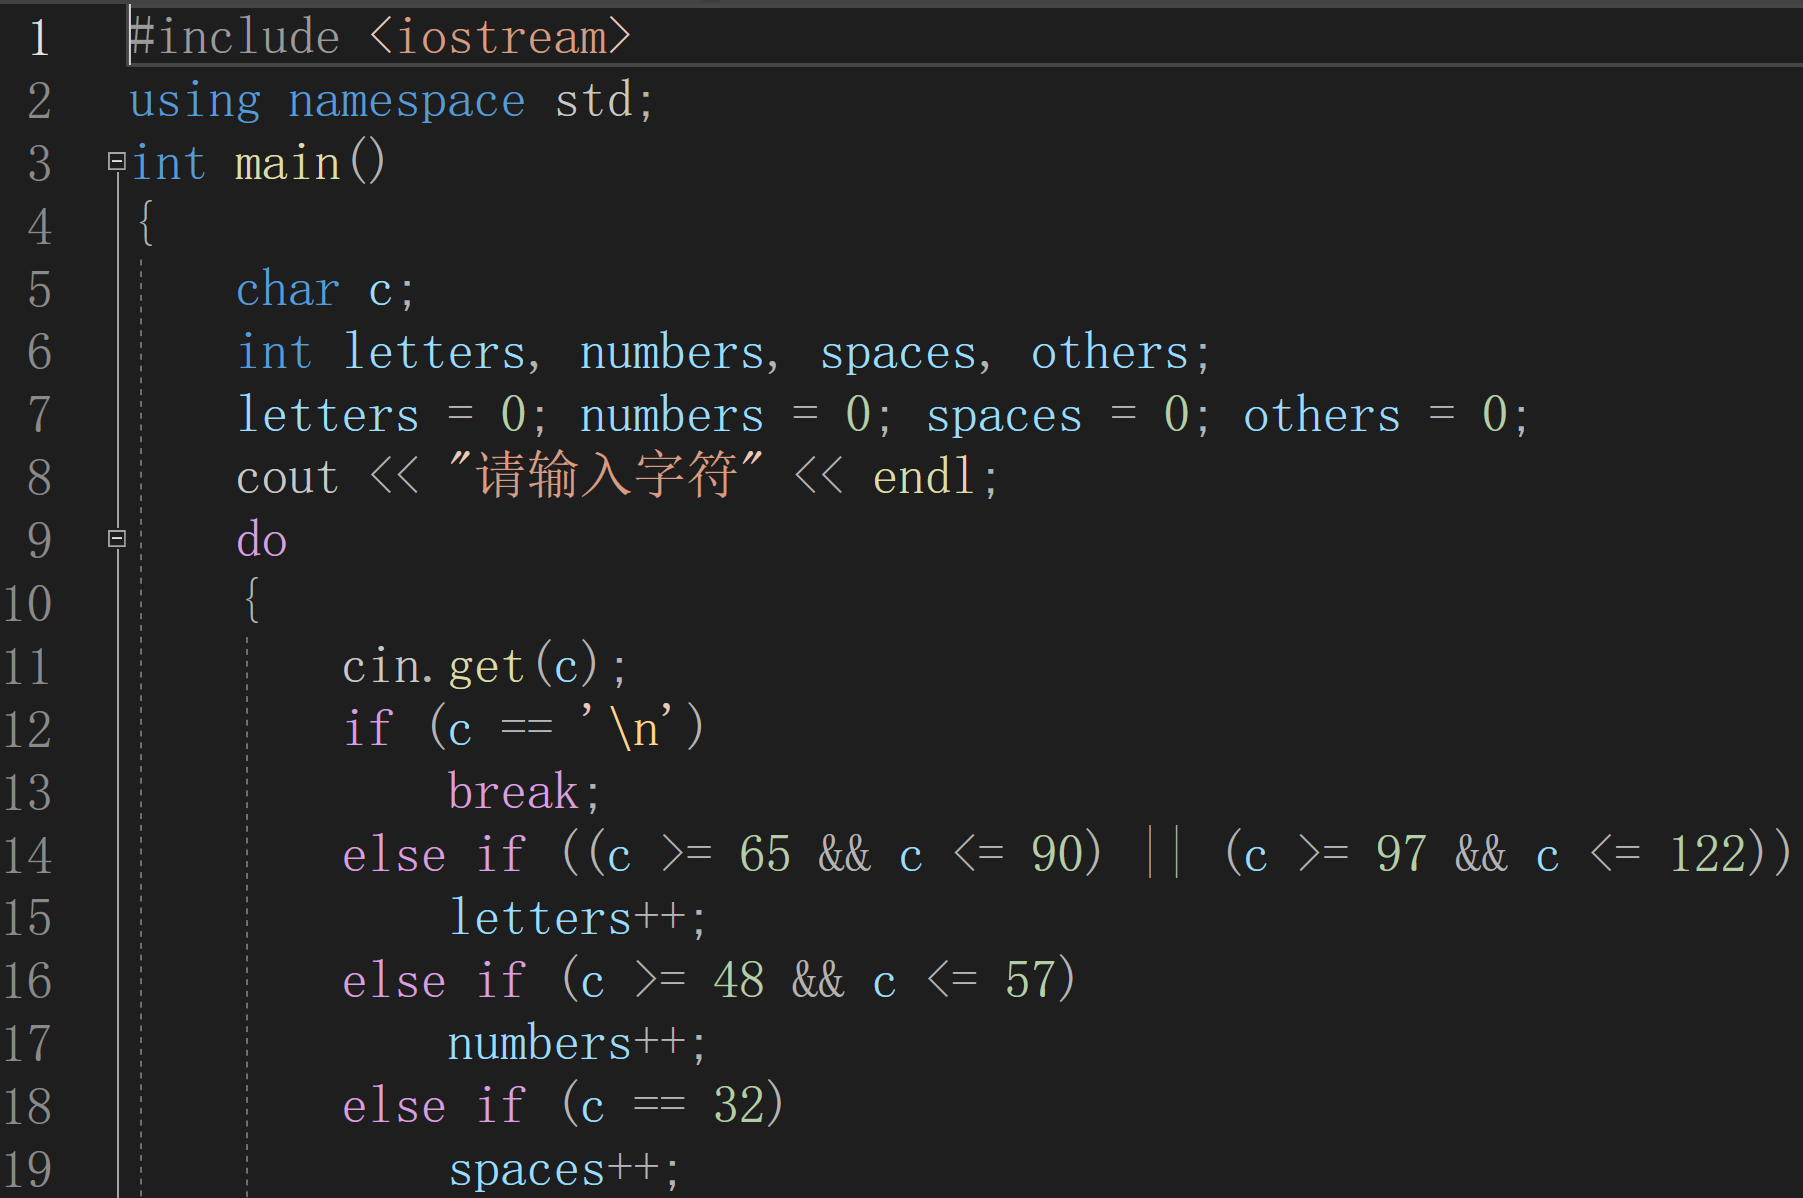 1 #include <iostream>
2 using namespace std;
3 int main()
4 {
5 char c;
6 int letters, numbers, spaces, others;
7 letters = 0; numbers = 0; spaces = 0; others = 0;
8 cout << "请输入字符" << endl;
9 do
10 {
11 cin.get(c);
12 if (c == '\n')
13 break;
14 else if ((c >= 65 && c <= 90) || (c >= 97 && c <= 122))
15 letters++;
16 else if (c >= 48 && c <= 57)
17 numbers++;
18 else if (c == 32)
19 spaces++;